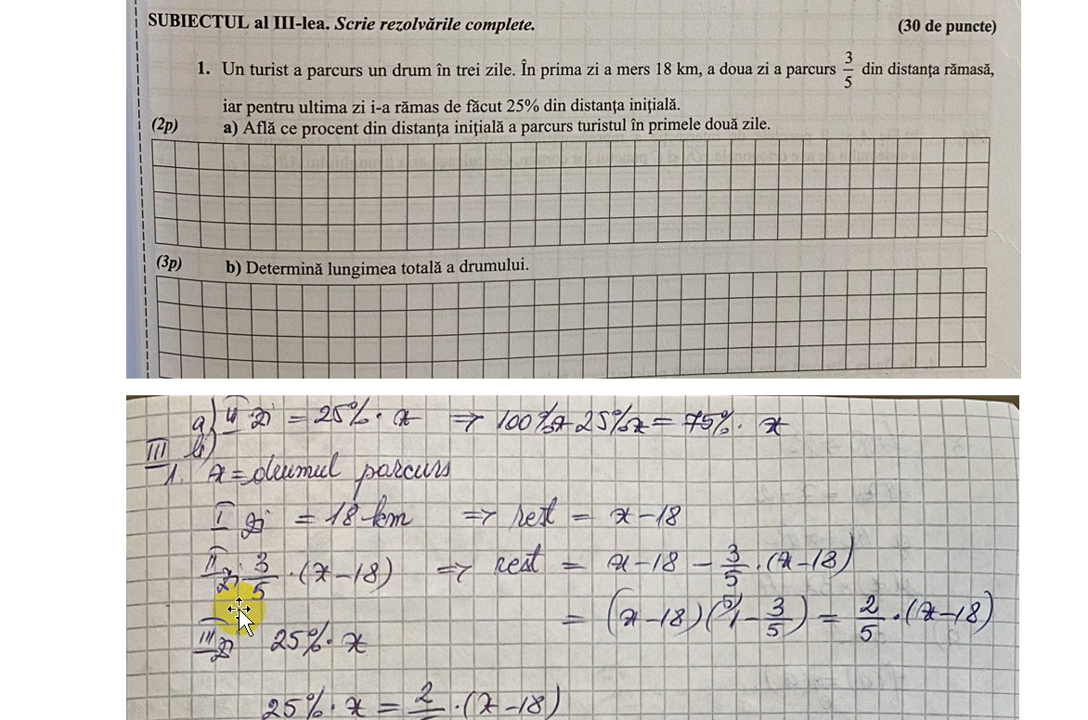 SUBIECTUL al III-lea. Scrie rezolvările complete. (30 de puncte)
1. Un turist a parcurs un drum în trei zile. În prima zi a mers 18 km, a doua zi a parcurs 3/5 din distanța rămasă,
iar pentru ultima zi i-a rămas de făcut 25% din distanța inițială.
(2p) a) Află ce procent din distanța inițială a parcurs turistul în primele două zile.
(3p) b) Determină lungimea totală a drumului.
a) zi = 25% · x ⇒ 100%x - 25%x = 75% · x
III b)
1. x = drumul parcurs
I zi = 18 km ⇒ rest = x - 18
II zi 3/5 · (x - 18) ⇒ rest = x - 18 - 3/5 · (x - 18)
= (x - 18)(⁵⁾1 - 3/5) = 2/5 · (x - 18)
III zi 25% · x
25% · x = 2/ · (x - 18)